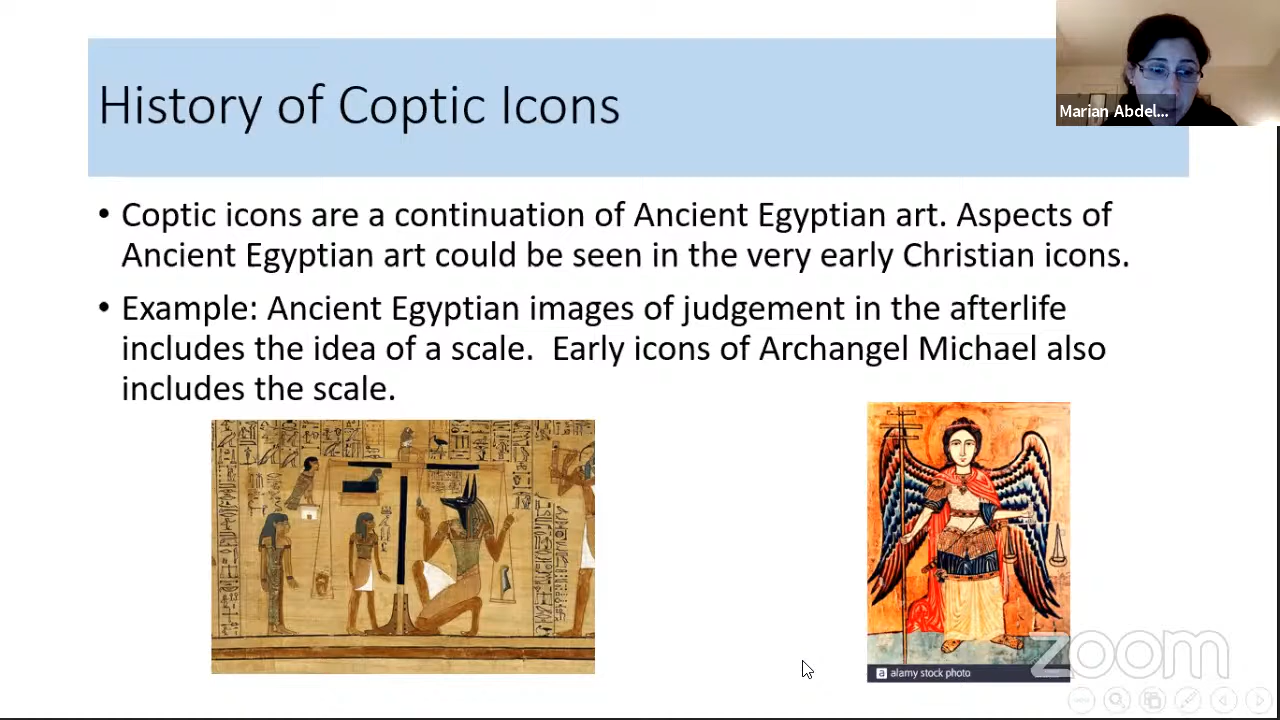 History of Coptic Icons
Marian Abdel...
• Coptic icons are a continuation of Ancient Egyptian art. Aspects of
Ancient Egyptian art could be seen in the very early Christian icons.
• Example: Ancient Egyptian images of judgement in the afterlife
includes the idea of a scale.  Early icons of Archangel Michael also
includes the scale.
a alamy stock photo
zoom